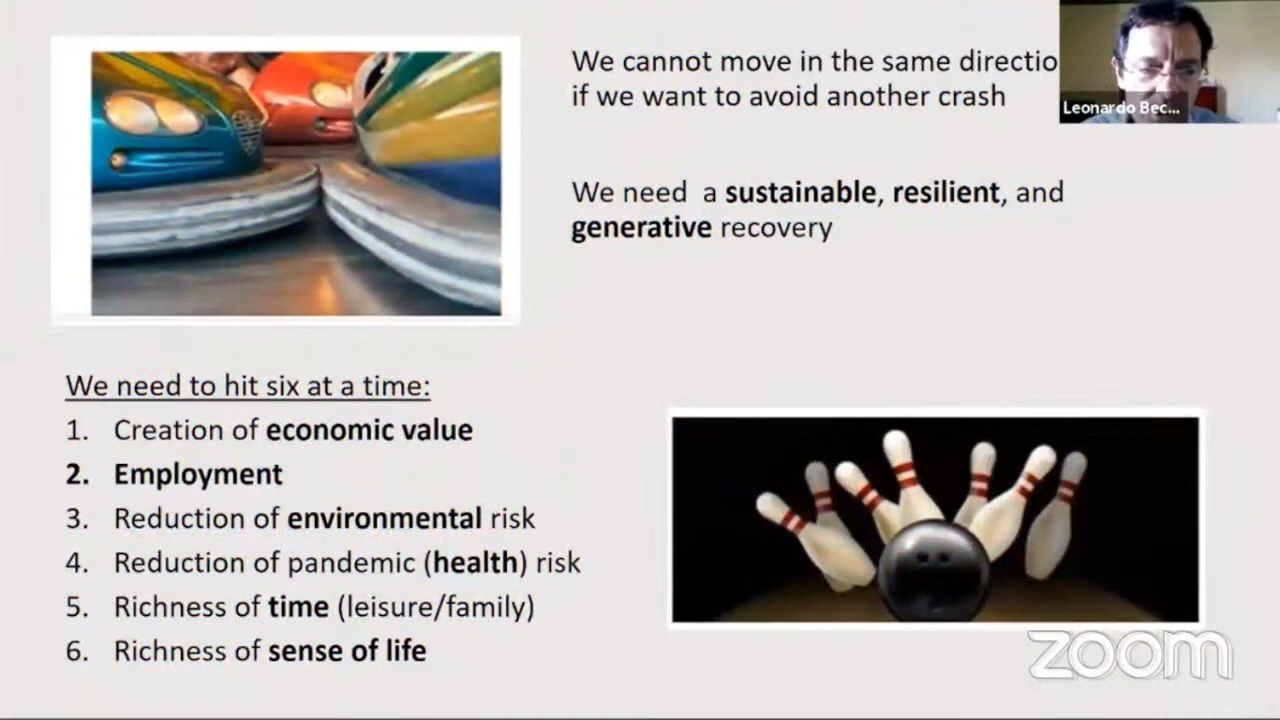 We cannot move in the same directio
if we want to avoid another crash
Leonardo Bec...
We need a sustainable, resilient, and
generative recovery
We need to hit six at a time:
1. Creation of economic value
2. Employment
3. Reduction of environmental risk
4. Reduction of pandemic (health) risk
5. Richness of time (leisure/family)
6. Richness of sense of life
zoom